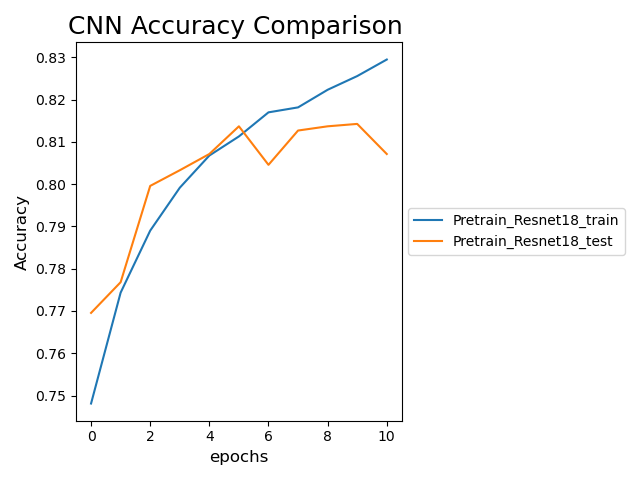 CNN Accuracy Comparison
0.83
0.82
0.81
0.80
0.79
0.78
0.77
0.76
0.75
Accuracy
0 2 4 6 8 10
epochs
Pretrain_Resnet18_train
Pretrain_Resnet18_test